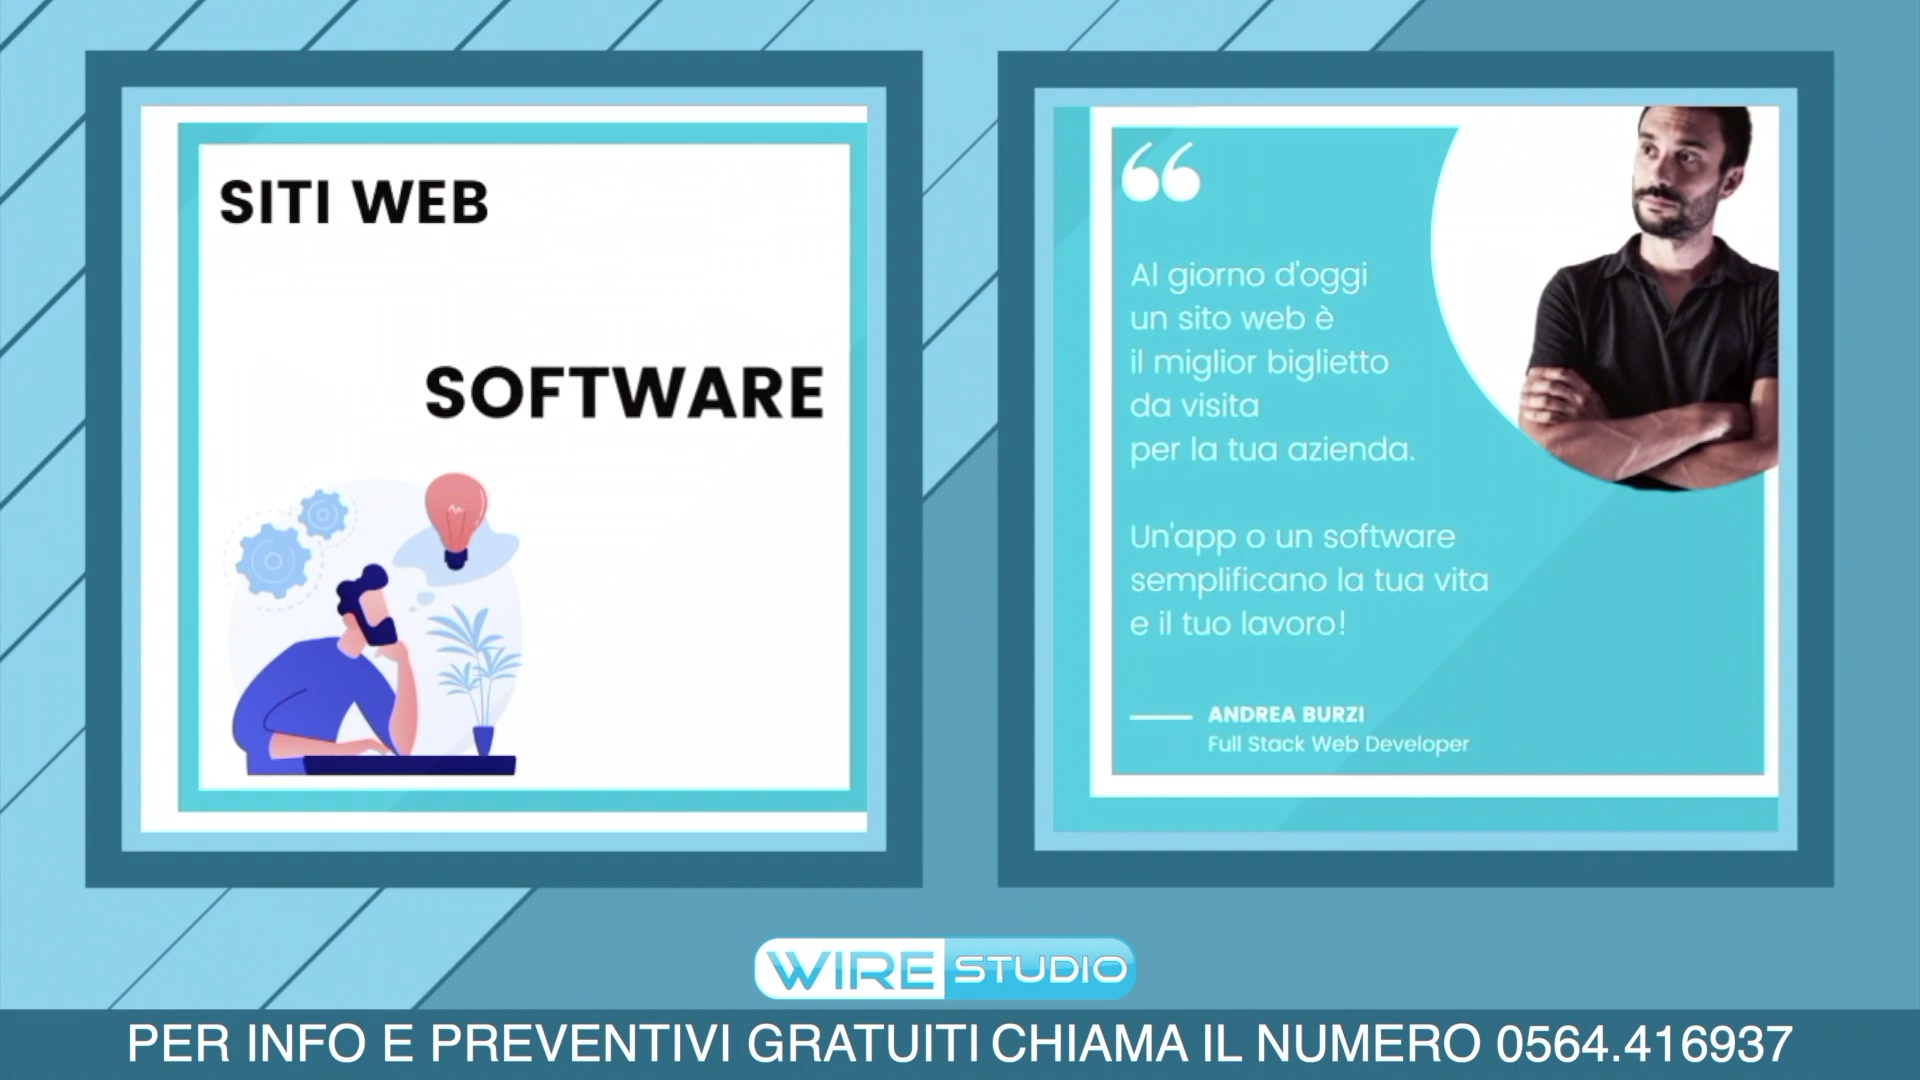 SITI WEB
SOFTWARE
“
Al giorno d'oggi
un sito web è
il miglior biglietto
da visita
per la tua azienda.
Un'app o un software
semplificano la tua vita
e il tuo lavoro!
ANDREA BURZI
Full Stack Web Developer
WIRE STUDIO
PER INFO E PREVENTIVI GRATUITI CHIAMA IL NUMERO 0564.416937